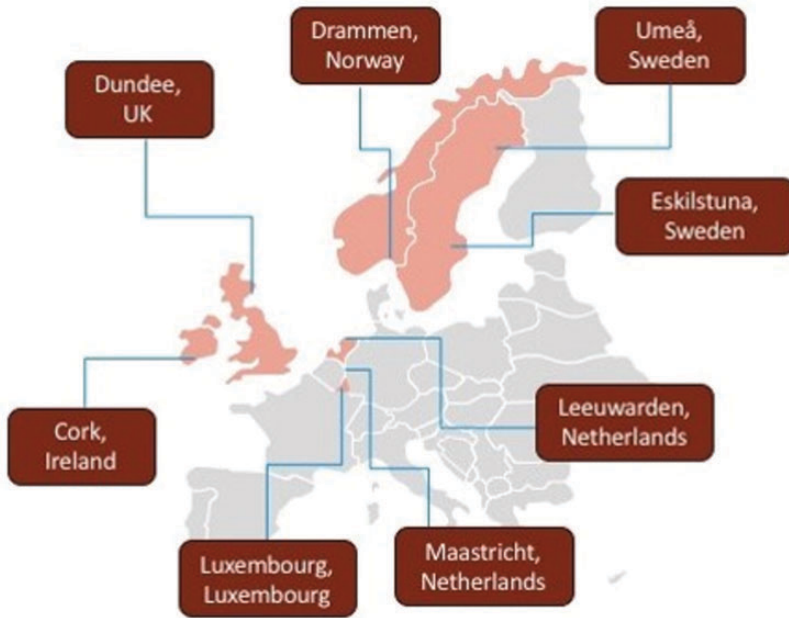 Drammen,
Norway
Umeå,
Sweden
Dundee,
UK
Eskilstuna,
Sweden
Leeuwarden,
Netherlands
Cork,
Ireland
Maastricht,
Netherlands
Luxembourg,
Luxembourg